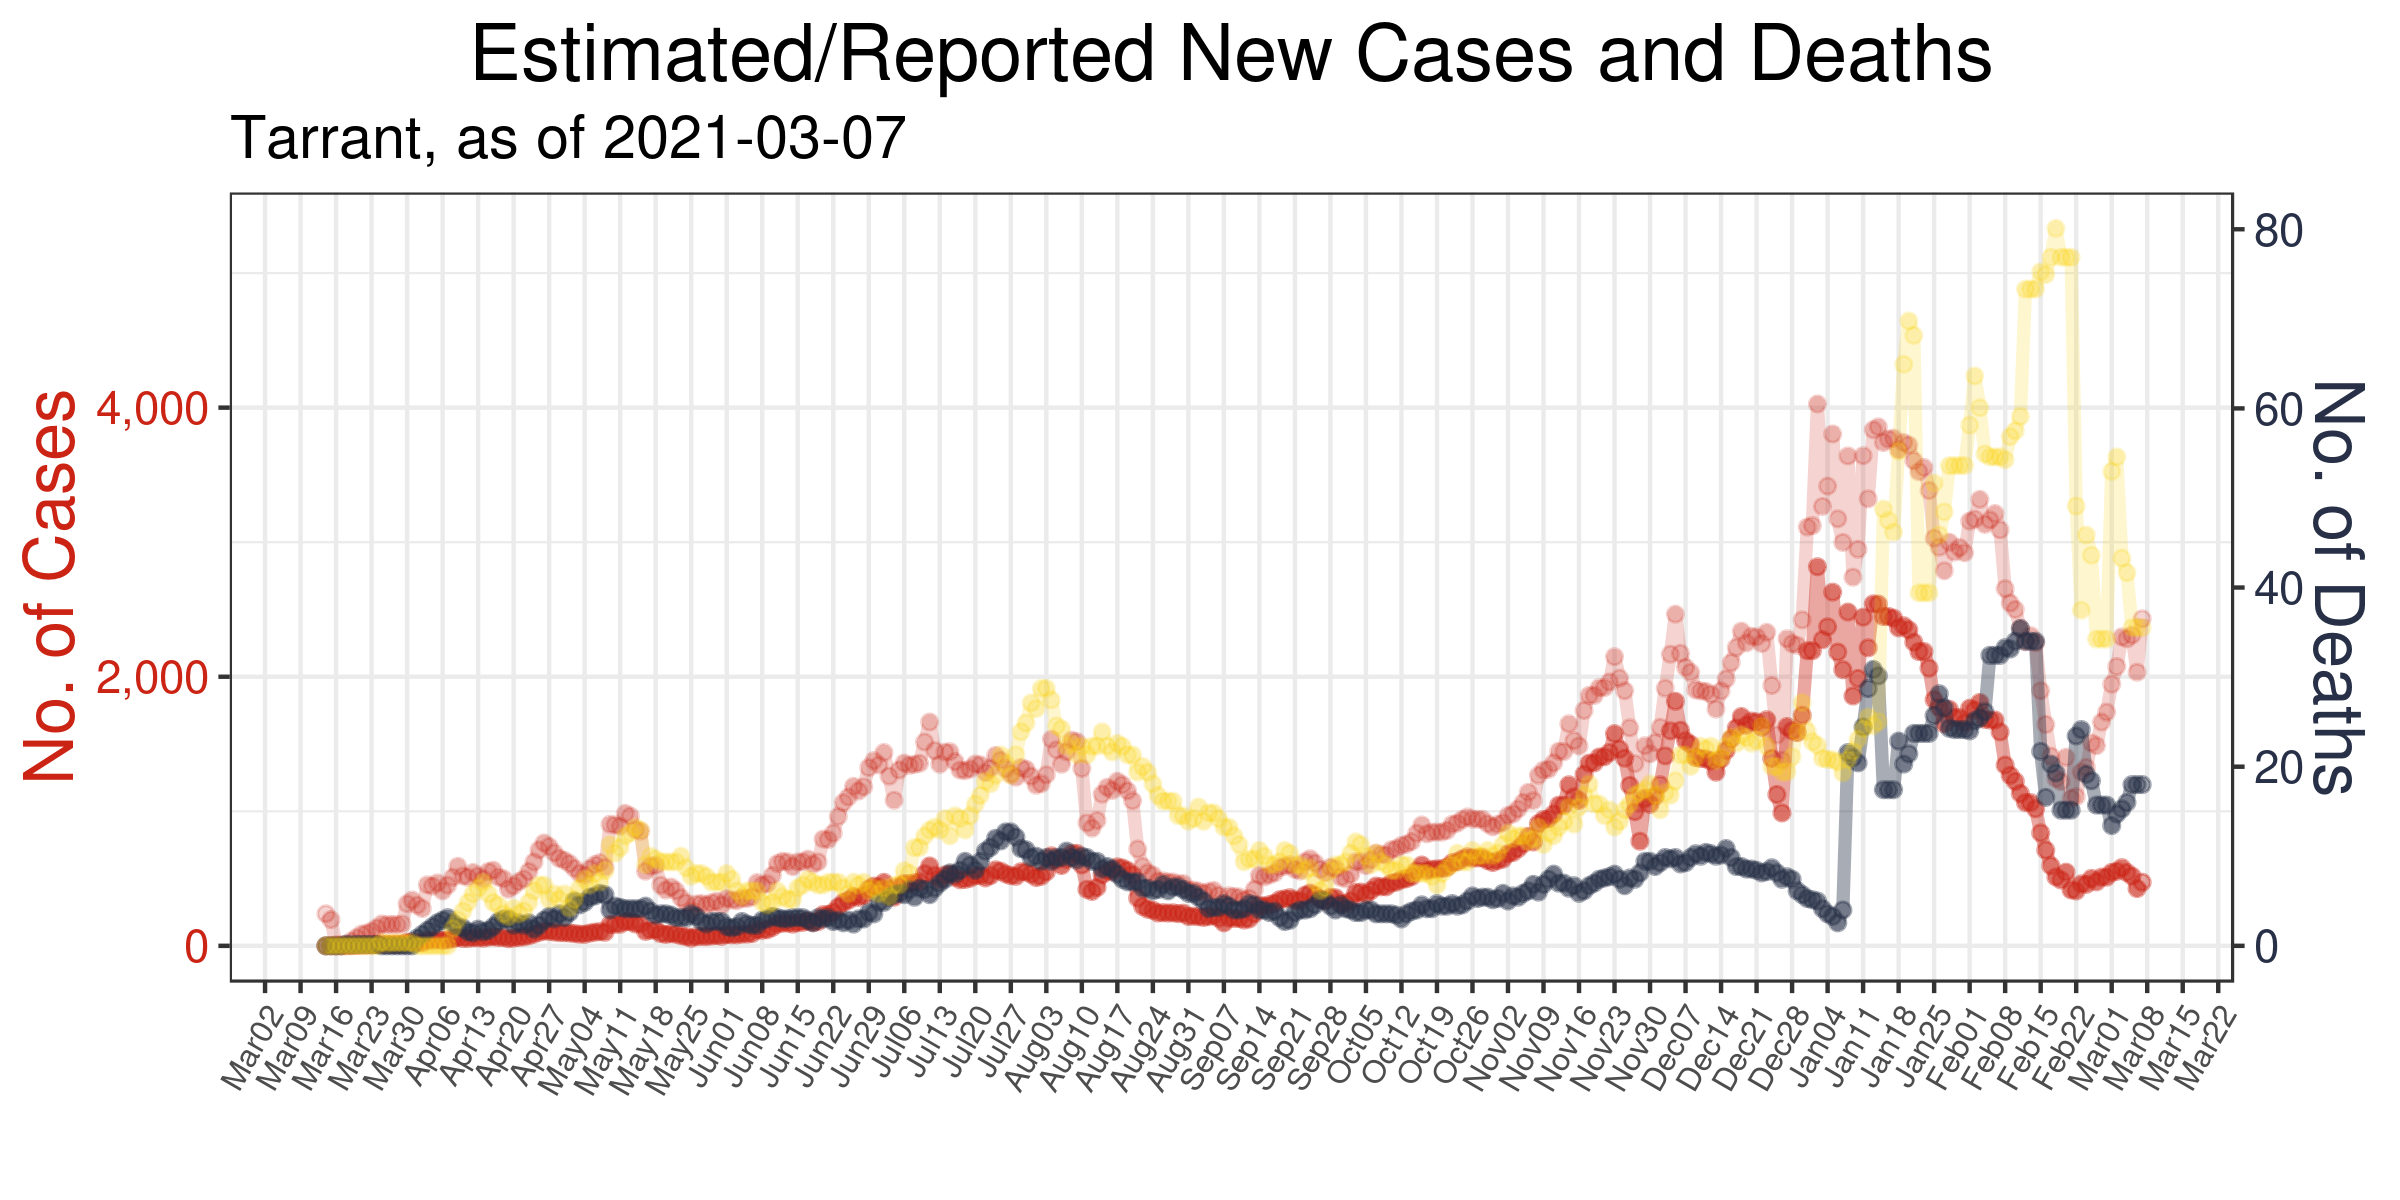 Estimated/Reported New Cases and Deaths
Tarrant, as of 2021-03-07
No. of Cases
4,000
2,000
0
80
60
40
20
0
No. of Deaths
Mar02
Mar09
Mar16
Mar23
Mar30
Apr06
Apr13
Apr20
Apr27
May04
May11
May18
May25
Jun01
Jun08
Jun15
Jun22
Jun29
Jul06
Jul13
Jul20
Jul27
Aug03
Aug10
Aug17
Aug24
Aug31
Sep07
Sep14
Sep21
Sep28
Oct05
Oct12
Oct19
Oct26
Nov02
Nov09
Nov16
Nov23
Nov30
Dec07
Dec14
Dec21
Dec28
Jan04
Jan11
Jan18
Jan25
Feb01
Feb08
Feb15
Feb22
Mar01
Mar08
Mar15
Mar22